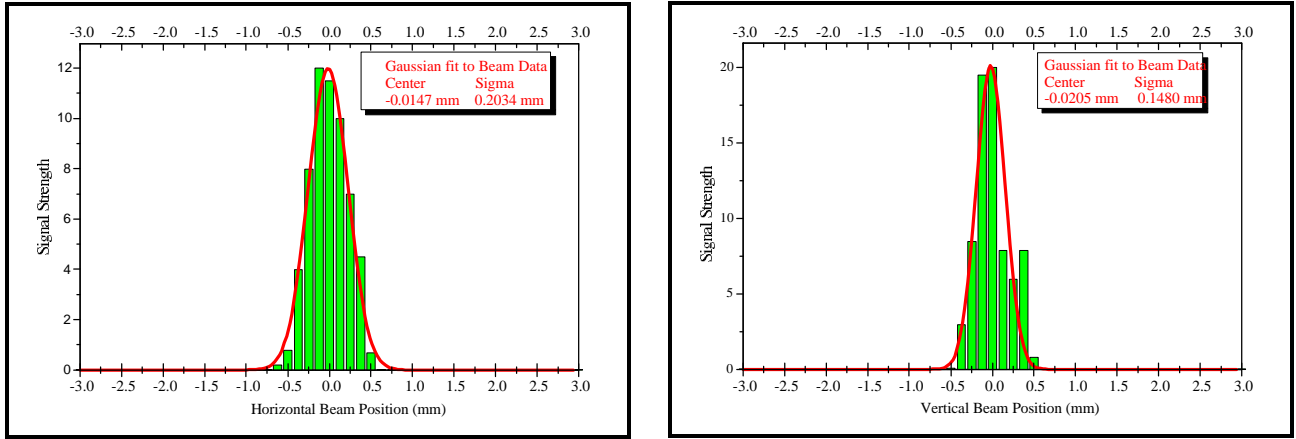 -3.0 -2.5 -2.0 -1.5 -1.0 -0.5 0.0 0.5 1.0 1.5 2.0 2.5 3.0
Gaussian fit to Beam Data
Center Sigma
-0.0147 mm 0.2034 mm
12
10
8
6
4
2
0
Signal Strength
-3.0 -2.5 -2.0 -1.5 -1.0 -0.5 0.0 0.5 1.0 1.5 2.0 2.5 3.0
Horizontal Beam Position (mm)
-3.0 -2.5 -2.0 -1.5 -1.0 -0.5 0.0 0.5 1.0 1.5 2.0 2.5 3.0
Gaussian fit to Beam Data
Center Sigma
-0.0205 mm 0.1480 mm
20
15
10
5
0
Signal Strength
-3.0 -2.5 -2.0 -1.5 -1.0 -0.5 0.0 0.5 1.0 1.5 2.0 2.5 3.0
Vertical Beam Position (mm)